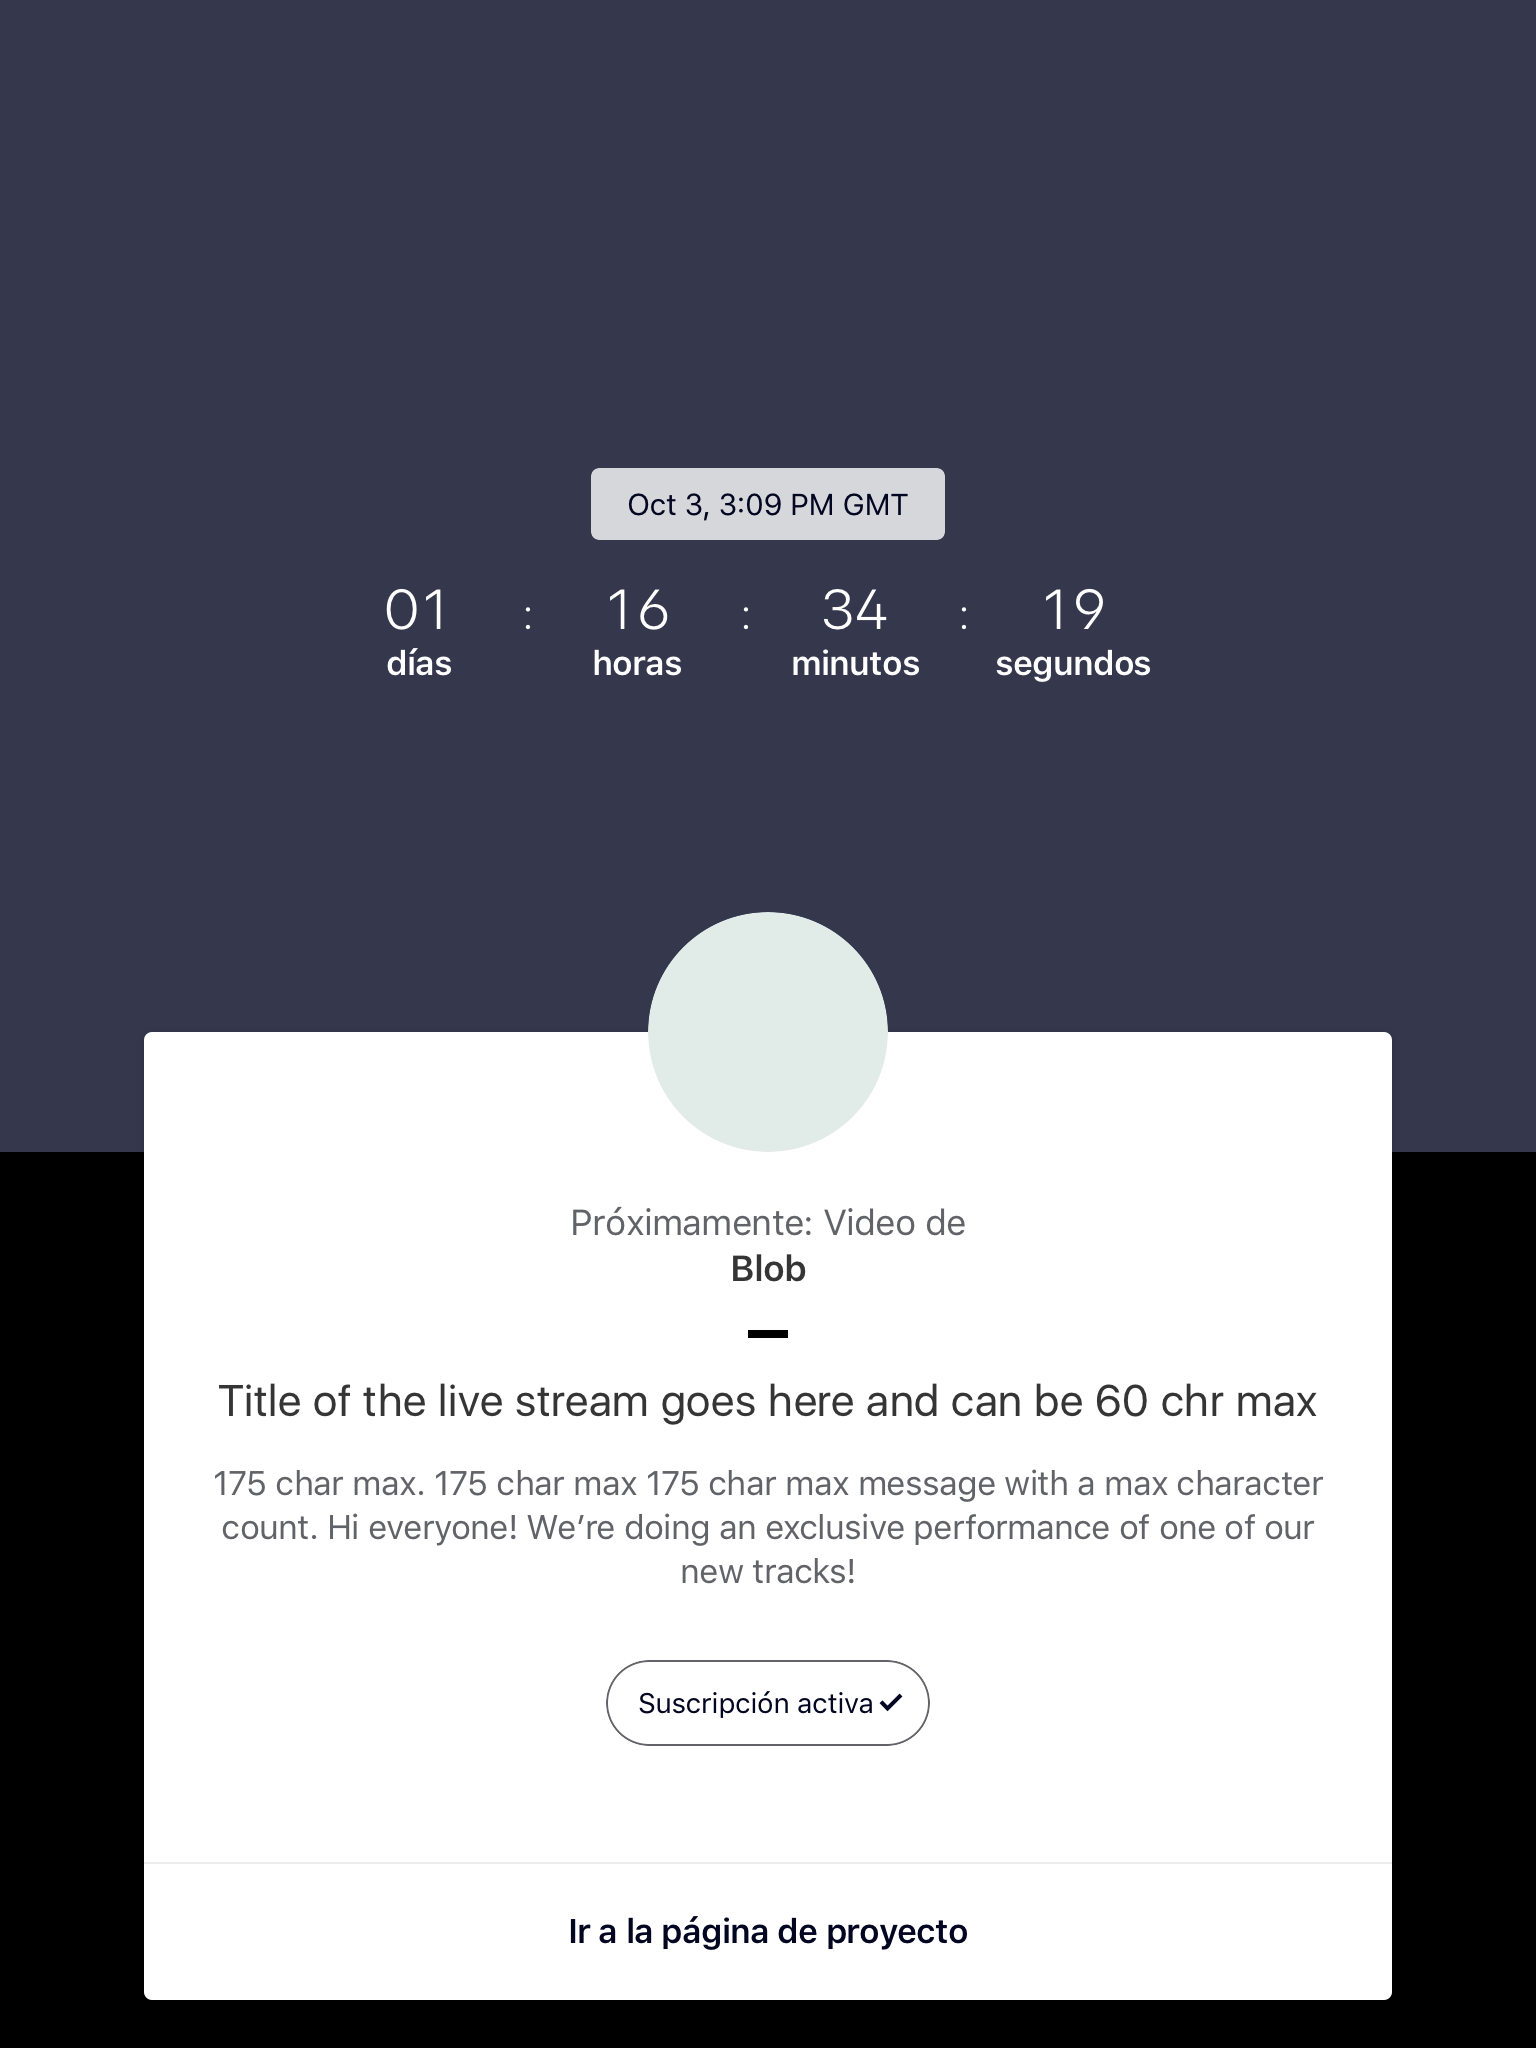 Oct 3, 3:09 PM GMT
01 : 16 : 34 : 19
días horas minutos segundos
Próximamente: Video de
Blob
Title of the live stream goes here and can be 60 chr max
175 char max. 175 char max 175 char max message with a max character
count. Hi everyone! We’re doing an exclusive performance of one of our
new tracks!
Suscripción activa ✓
Ir a la página de proyecto